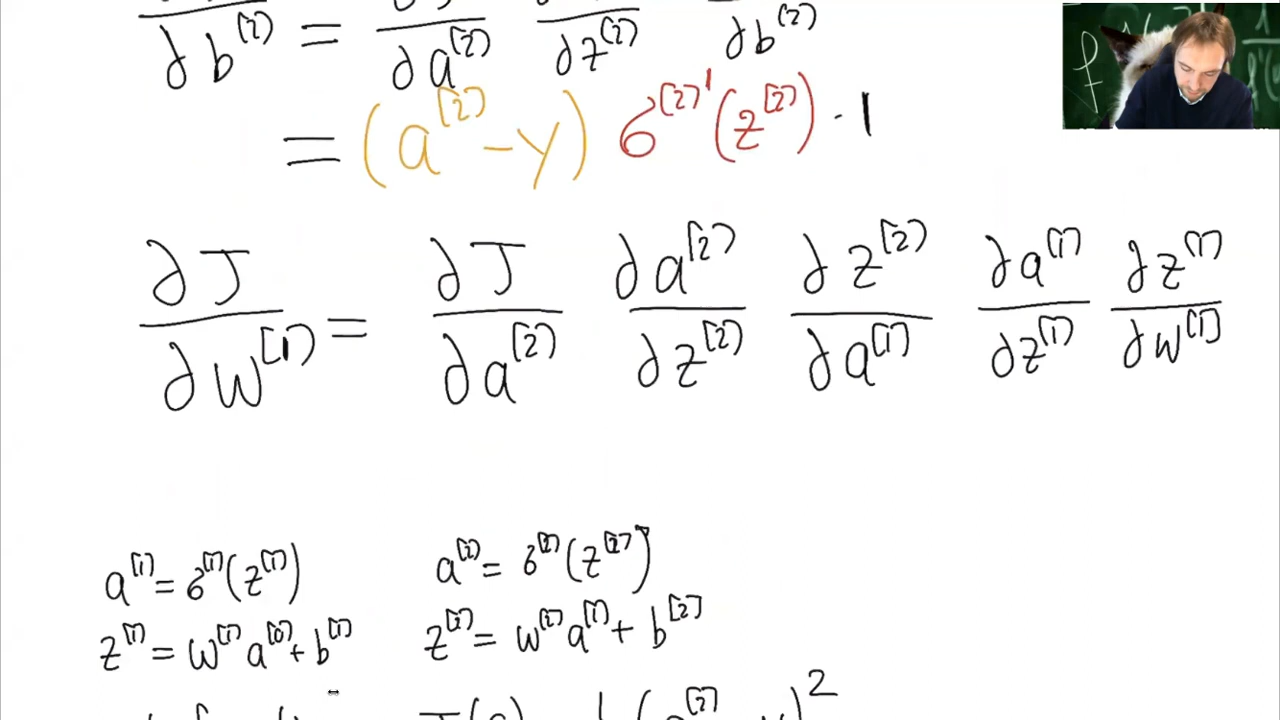 ∂b^[2] = ∂a^[2] ∂z^[2] ∂b^[2]
= (a^[2] - y) σ^[2]'(z^[2]) · 1
∂J/∂w^[1] = ∂J/∂a^[2] ∂a^[2]/∂z^[2] ∂z^[2]/∂a^[1] ∂a^[1]/∂z^[1] ∂z^[1]/∂w^[1]
a^[1] = σ^[1](z^[1]) a^[2] = σ^[2](z^[2])
z^[1] = w^[1] a^[0] + b^[1] z^[2] = w^[2] a^[1] + b^[2]